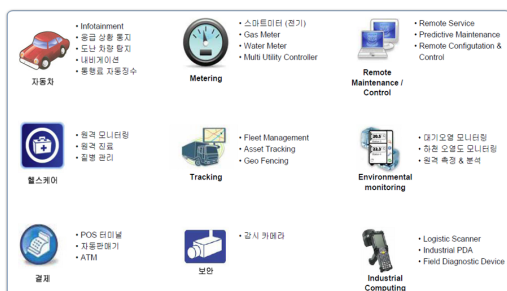 • Infotainment
• 응급 상황 통지
• 도난 차량 탐지
• 내비게이션
• 통행료 자동징수
자동차
• 스마트미터 (전기)
• Gas Meter
• Water Meter
• Multi Utility Controller
Metering
• Remote Service
• Predictive Maintenance
• Remote Configutation &
Control
Remote
Maintenance /
Control
• 원격 모니터링
• 원격 진료
• 질병 관리
헬스케어
• Fleet Management
• Asset Tracking
• Geo Fencing
Tracking
• 대기오염 모니터링
• 하천 오염도 모니터링
• 원격 측정 & 분석
Environmental
monitoring
• POS 터미널
• 자동판매기
• ATM
결제
• 감시 카메라
보안
• Logistic Scanner
• Industrial PDA
• Field Diagnostic Device
Industrial
Computing